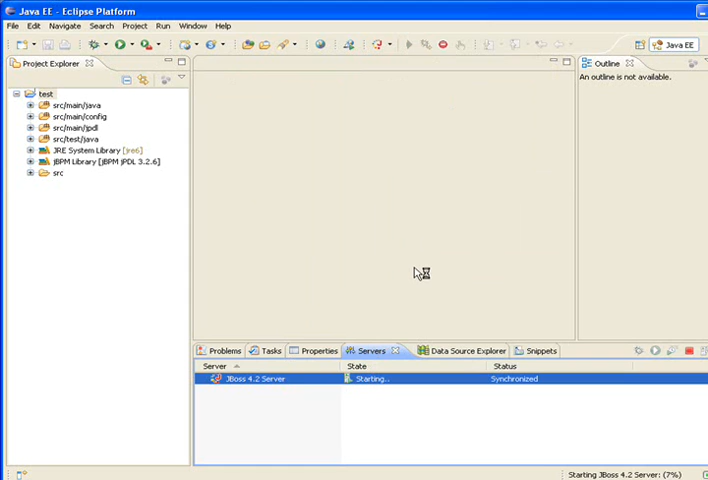 Java EE - Eclipse Platform
File Edit Navigate Search Project Run Window Help
Java EE
Project Explorer
Outline
An outline is not available.
test
src/main/java
src/main/config
src/main/jpdl
src/test/java
JRE System Library [jre6]
jBPM Library [jBPM jPDL 3.2.6]
src
Problems Tasks Properties Servers Data Source Explorer Snippets
Server State Status
JBoss 4.2 Server Starting.. Synchronized
Starting JBoss 4.2 Server: (7%)